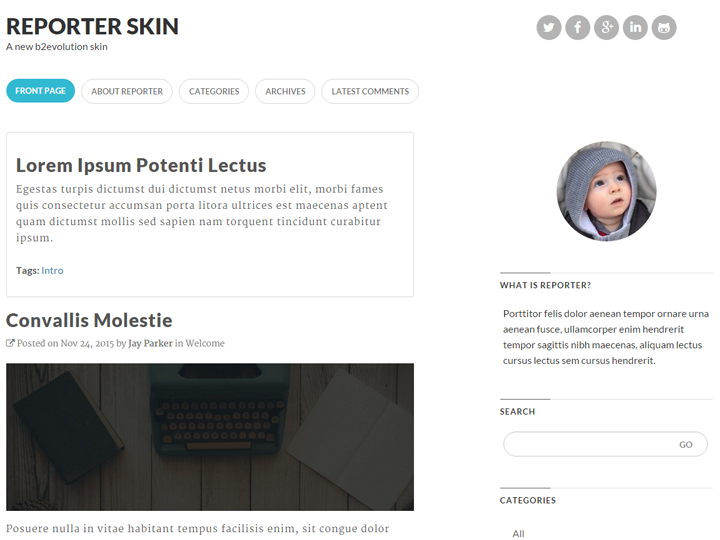 REPORTER SKIN
A new b2evolution skin
FRONT PAGE
ABOUT REPORTER
CATEGORIES
ARCHIVES
LATEST COMMENTS
Lorem Ipsum Potenti Lectus
Egestas turpis dictumst dui dictumst netus morbi elit, morbi fames
quis consectetur accumsan porta litora ultrices est maecenas aptent
quam dictumst mollis sed sapien nam torquent tincidunt curabitur
ipsum.
Tags: Intro
Convallis Molestie
Posted on Nov 24, 2015 by Jay Parker in Welcome
Posuere nulla in vitae habitant tempus facilisis enim, sit congue dolor
WHAT IS REPORTER?
Porttitor felis dolor aenean tempor ornare urna
aenean fusce, ullamcorper enim hendrerit
tempor sagittis nibh maecenas, aliquam lectus
cursus lectus sem cursus hendrerit.
SEARCH
GO
CATEGORIES
All